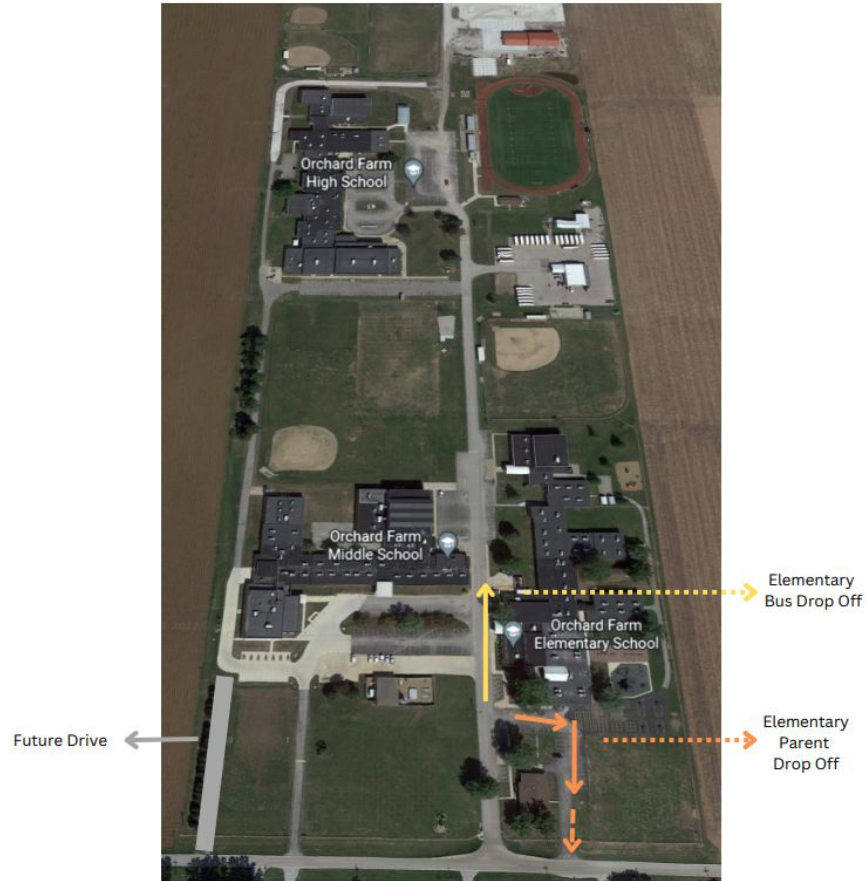 Orchard Farm
High School
Orchard Farm
Middle School
Elementary
Bus Drop Off
Orchard Farm
Elementary School
Future Drive
Elementary
Parent
Drop Off